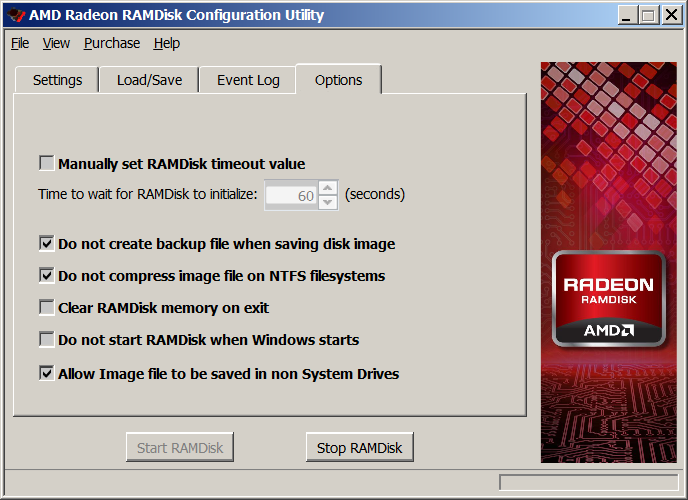 AMD Radeon RAMDisk Configuration Utility
File View Purchase Help
Settings Load/Save Event Log Options
Manually set RAMDisk timeout value
Time to wait for RAMDisk to initialize: 60 (seconds)
Do not create backup file when saving disk image
Do not compress image file on NTFS filesystems
Clear RAMDisk memory on exit
Do not start RAMDisk when Windows starts
Allow Image file to be saved in non System Drives
RADEON
RAMDISK
AMD
Start RAMDisk Stop RAMDisk